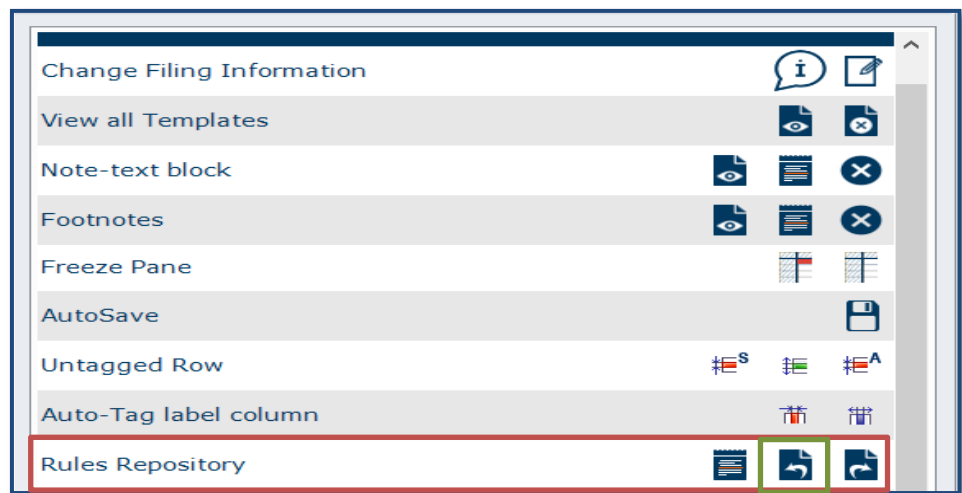 Change Filing Information
View all Templates
Note-text block
Footnotes
Freeze Pane
AutoSave
Untagged Row S A
Auto-Tag label column
Rules Repository